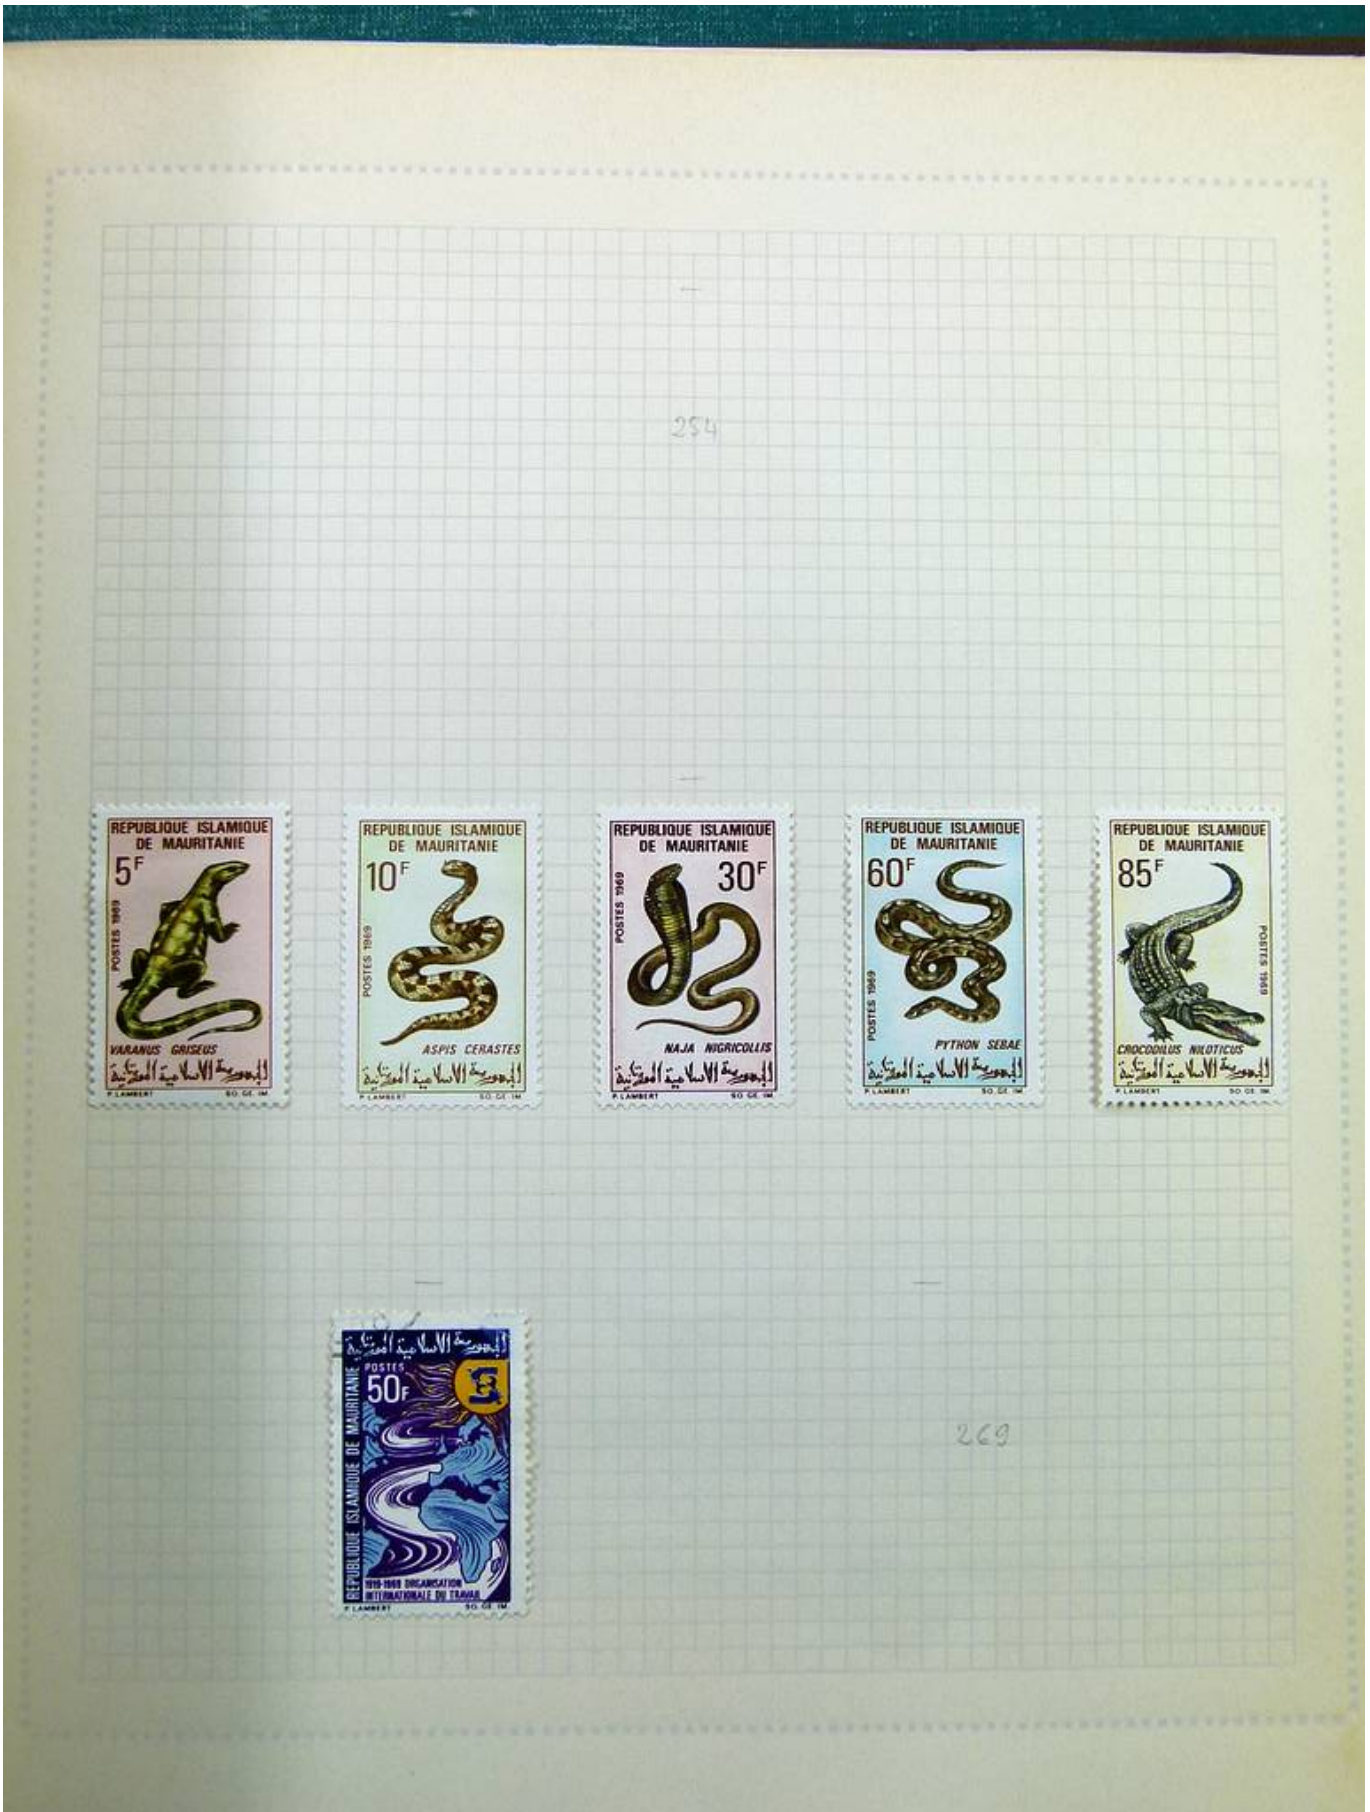 254
REPUBLIQUE ISLAMIQUE
DE MAURITANIE
5F
POSTES 1969
VARANUS GRISEUS
الجمهورية الاسلامية الموريتانية
P. LAMBERT SO. GE. IM.
REPUBLIQUE ISLAMIQUE
DE MAURITANIE
10F
POSTES 1969
ASPIS CERASTES
الجمهورية الاسلامية الموريتانية
P. LAMBERT SO. GE. IM.
REPUBLIQUE ISLAMIQUE
DE MAURITANIE
30F
POSTES 1969
NAJA NIGRICOLLIS
الجمهورية الاسلامية الموريتانية
P. LAMBERT SO. GE. IM.
REPUBLIQUE ISLAMIQUE
DE MAURITANIE
60F
POSTES 1969
PYTHON SEBAE
الجمهورية الاسلامية الموريتانية
P. LAMBERT SO. GE. IM.
REPUBLIQUE ISLAMIQUE
DE MAURITANIE
85F
POSTES 1969
CROCODILUS NILOTICUS
الجمهورية الاسلامية الموريتانية
P. LAMBERT SO. GE. IM.
الجمهورية الاسلامية الموريتانية
POSTES
50F
REPUBLIQUE ISLAMIQUE DE MAURITANIE
1919-1969 ORGANISATION
INTERNATIONALE DU TRAVAIL
P. LAMBERT SO. GE. IM.
269